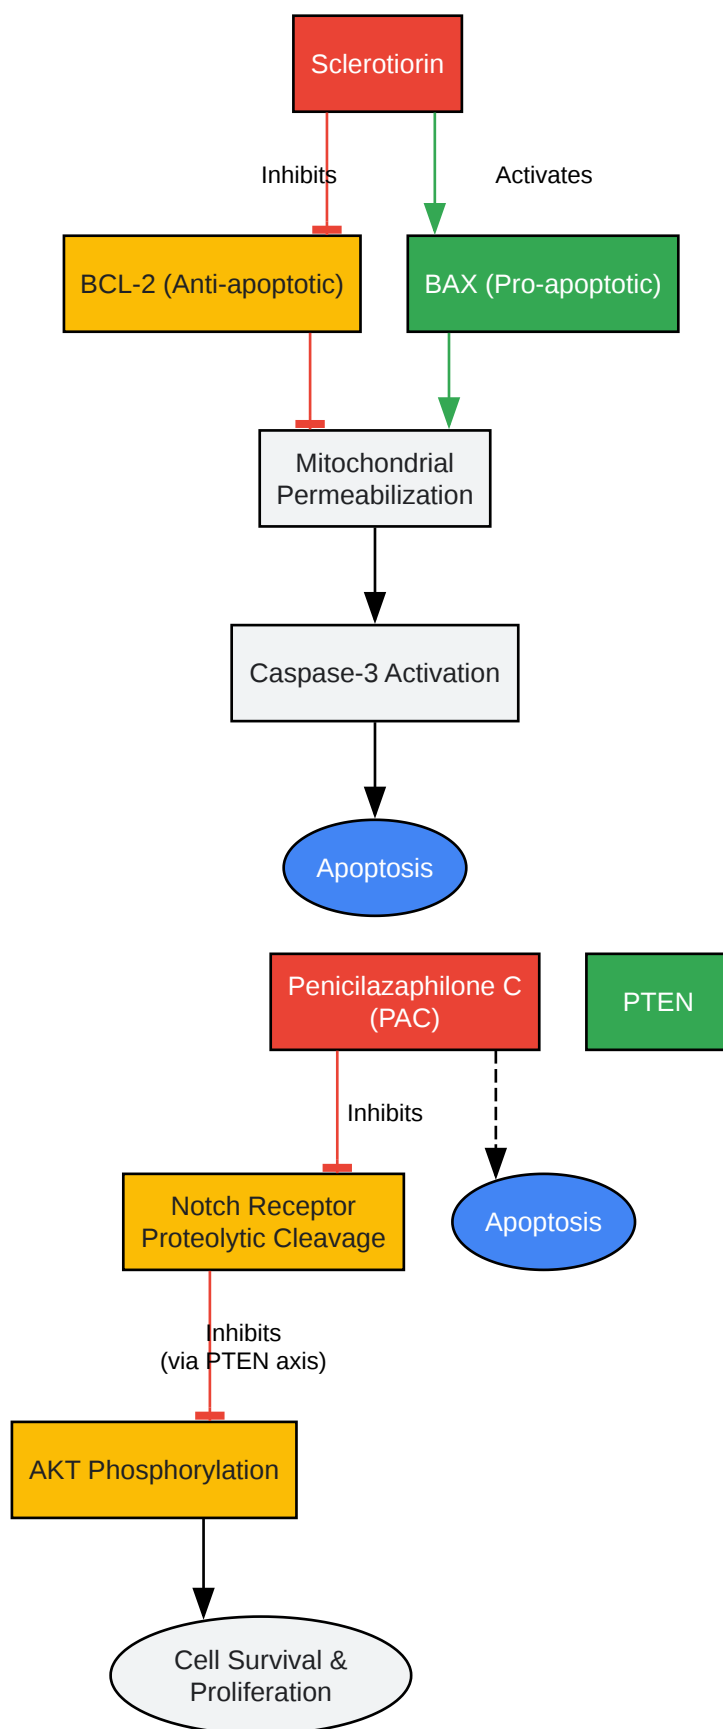 Sclerotiorin
Inhibits
Activates
BCL-2 (Anti-apoptotic)
BAX (Pro-apoptotic)
Mitochondrial
Permeabilization
Caspase-3 Activation
Apoptosis
Penicilazaphilone C
(PAC)
PTEN
Inhibits
Notch Receptor
Proteolytic Cleavage
Apoptosis
Inhibits
(via PTEN axis)
AKT Phosphorylation
Cell Survival &
Proliferation